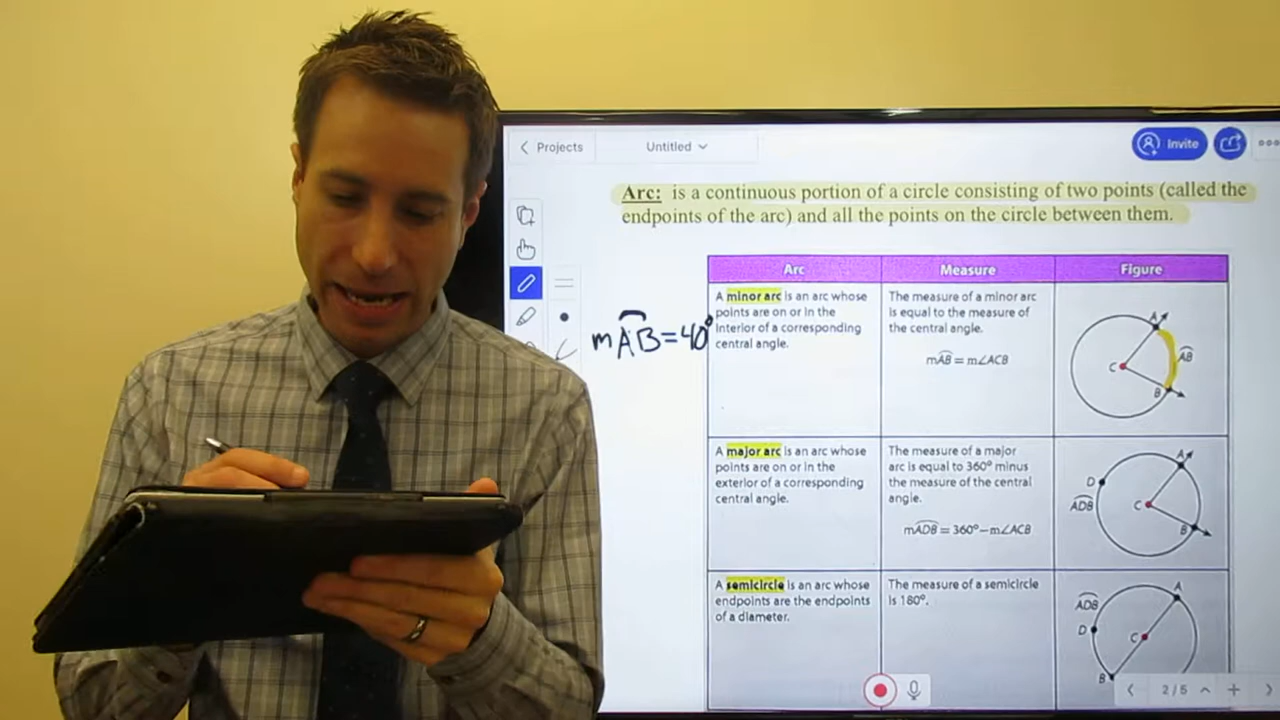 Projects
Untitled
Invite
Arc: is a continuous portion of a circle consisting of two points (called the
endpoints of the arc) and all the points on the circle between them.
Arc Measure Figure
mAB=40°
A minor arc is an arc whose
points are on or in the
interior of a corresponding
central angle.
The measure of a minor arc
is equal to the measure of
the central angle.
mAB = m∠ACB
A
C
B
AB
A major arc is an arc whose
points are on or in the
exterior of a corresponding
central angle.
The measure of a major
arc is equal to 360° minus
the measure of the central
angle.
mADB = 360° – m∠ACB
A
D
ADB
C
B
A semicircle is an arc whose
endpoints are the endpoints
of a diameter.
The measure of a semicircle
is 180°.
A
ADB
D
C
B
2/5